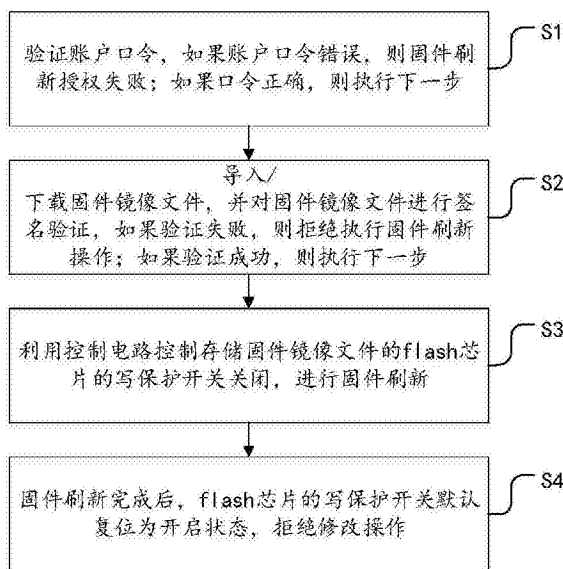 验证账户口令，如果账户口令错误，则固件刷
新授权失败；如果口令正确，则执行下一步
S1
导入/
下载固件镜像文件，并对固件镜像文件进行签
名验证，如果验证失败，则拒绝执行固件刷新
操作；如果验证成功，则执行下一步
S2
利用控制电路控制存储固件镜像文件的flash芯
片的写保护开关关闭，进行固件刷新
S3
固件刷新完成后，flash芯片的写保护开关默认
复位为开启状态，拒绝修改操作
S4